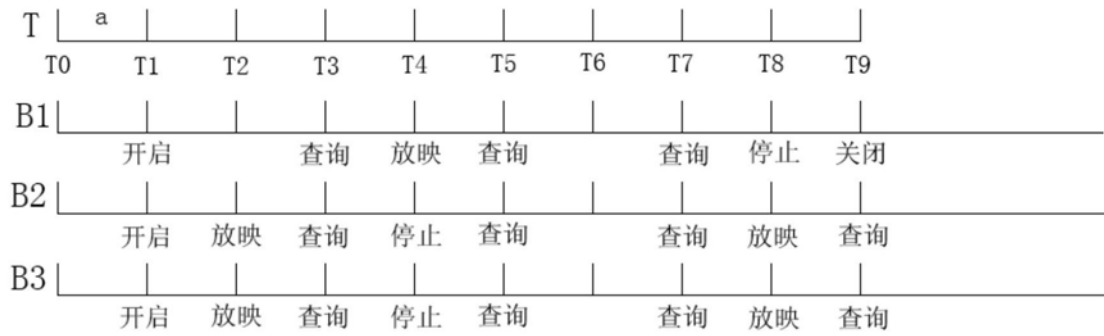 T a
T0 T1 T2 T3 T4 T5 T6 T7 T8 T9
B1
开启 查询 放映 查询 查询 停止 关闭
B2
开启 放映 查询 停止 查询 查询 放映 查询
B3
开启 放映 查询 停止 查询 查询 放映 查询